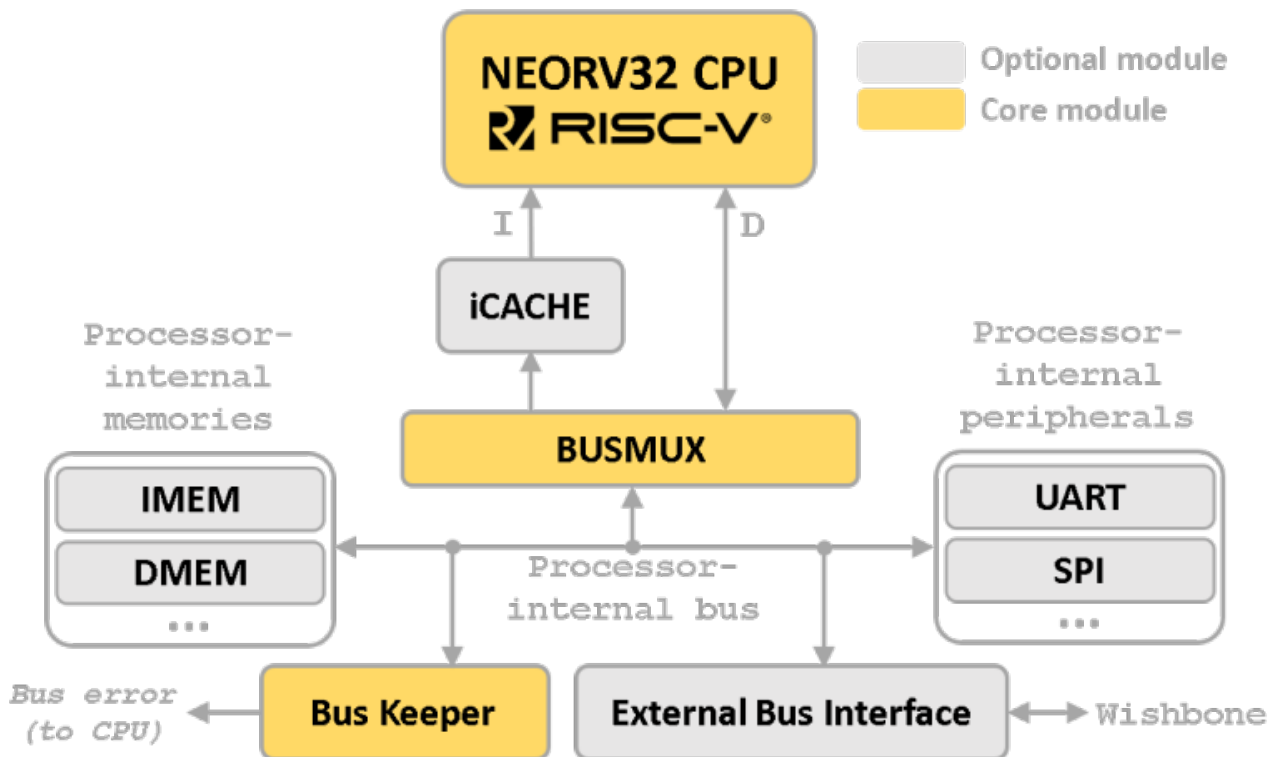 NEORV32 CPU
RISC-V®
Optional module
Core module
I
D
iCACHE
Processor-
internal
memories
Processor-
internal
peripherals
BUSMUX
IMEM
DMEM
...
UART
SPI
...
Processor-
internal bus
Bus error
(to CPU)
Bus Keeper
External Bus Interface
Wishbone